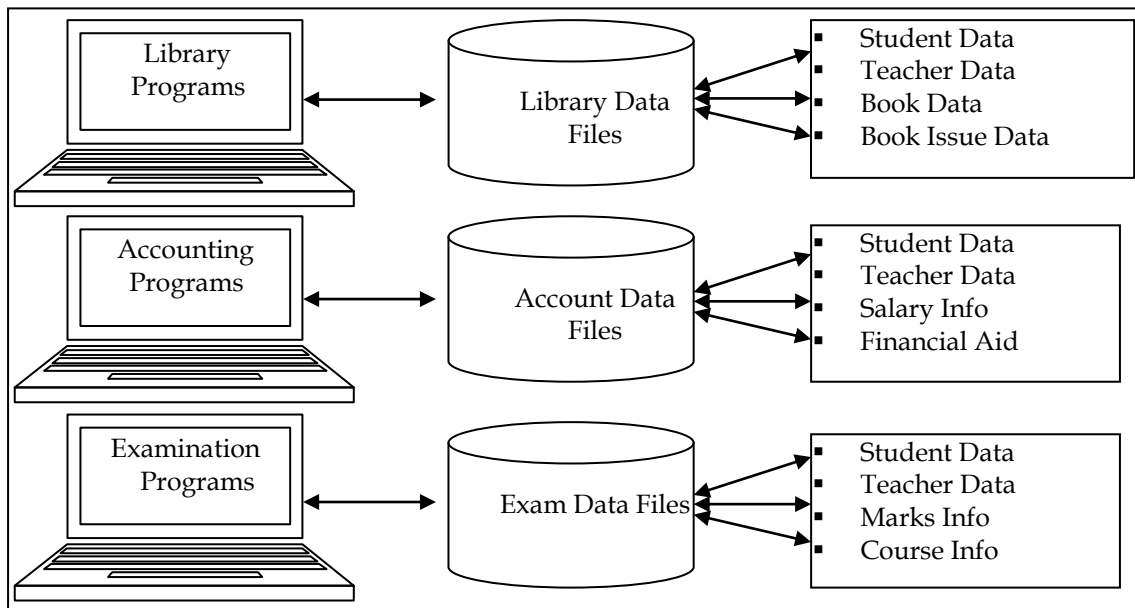 Library
Programs
Library Data
Files
▪ Student Data
▪ Teacher Data
▪ Book Data
▪ Book Issue Data
Accounting
Programs
Account Data
Files
▪ Student Data
▪ Teacher Data
▪ Salary Info
▪ Financial Aid
Examination
Programs
Exam Data Files
▪ Student Data
▪ Teacher Data
▪ Marks Info
▪ Course Info